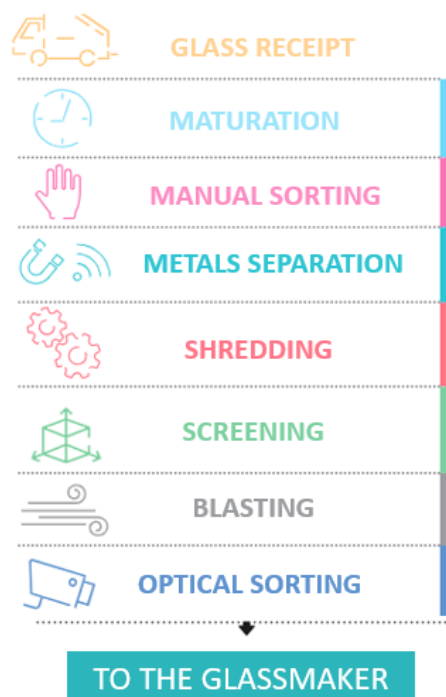 GLASS RECEIPT
MATURATION
MANUAL SORTING
METALS SEPARATION
SHREDDING
SCREENING
BLASTING
OPTICAL SORTING
TO THE GLASSMAKER